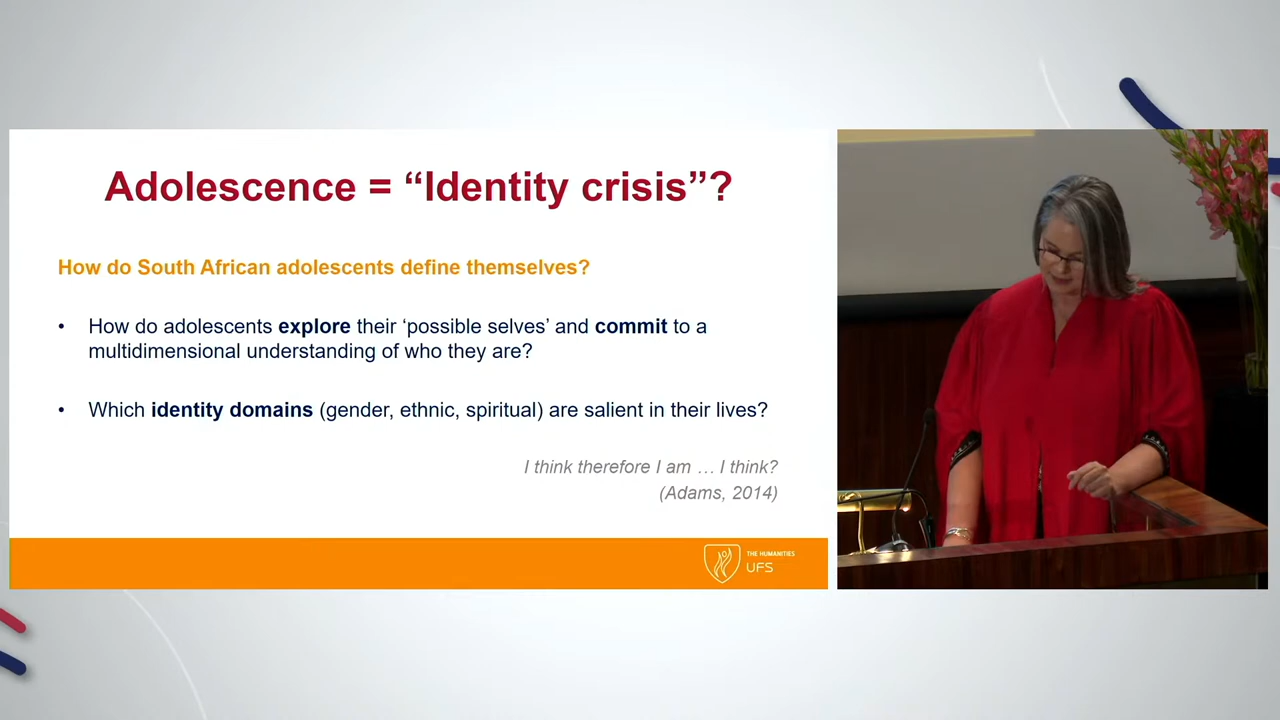 Adolescence = “Identity crisis”?
How do South African adolescents define themselves?
• How do adolescents explore their ‘possible selves’ and commit to a
multidimensional understanding of who they are?
• Which identity domains (gender, ethnic, spiritual) are salient in their lives?
I think therefore I am … I think?
(Adams, 2014)
THE HUMANITIES
UFS